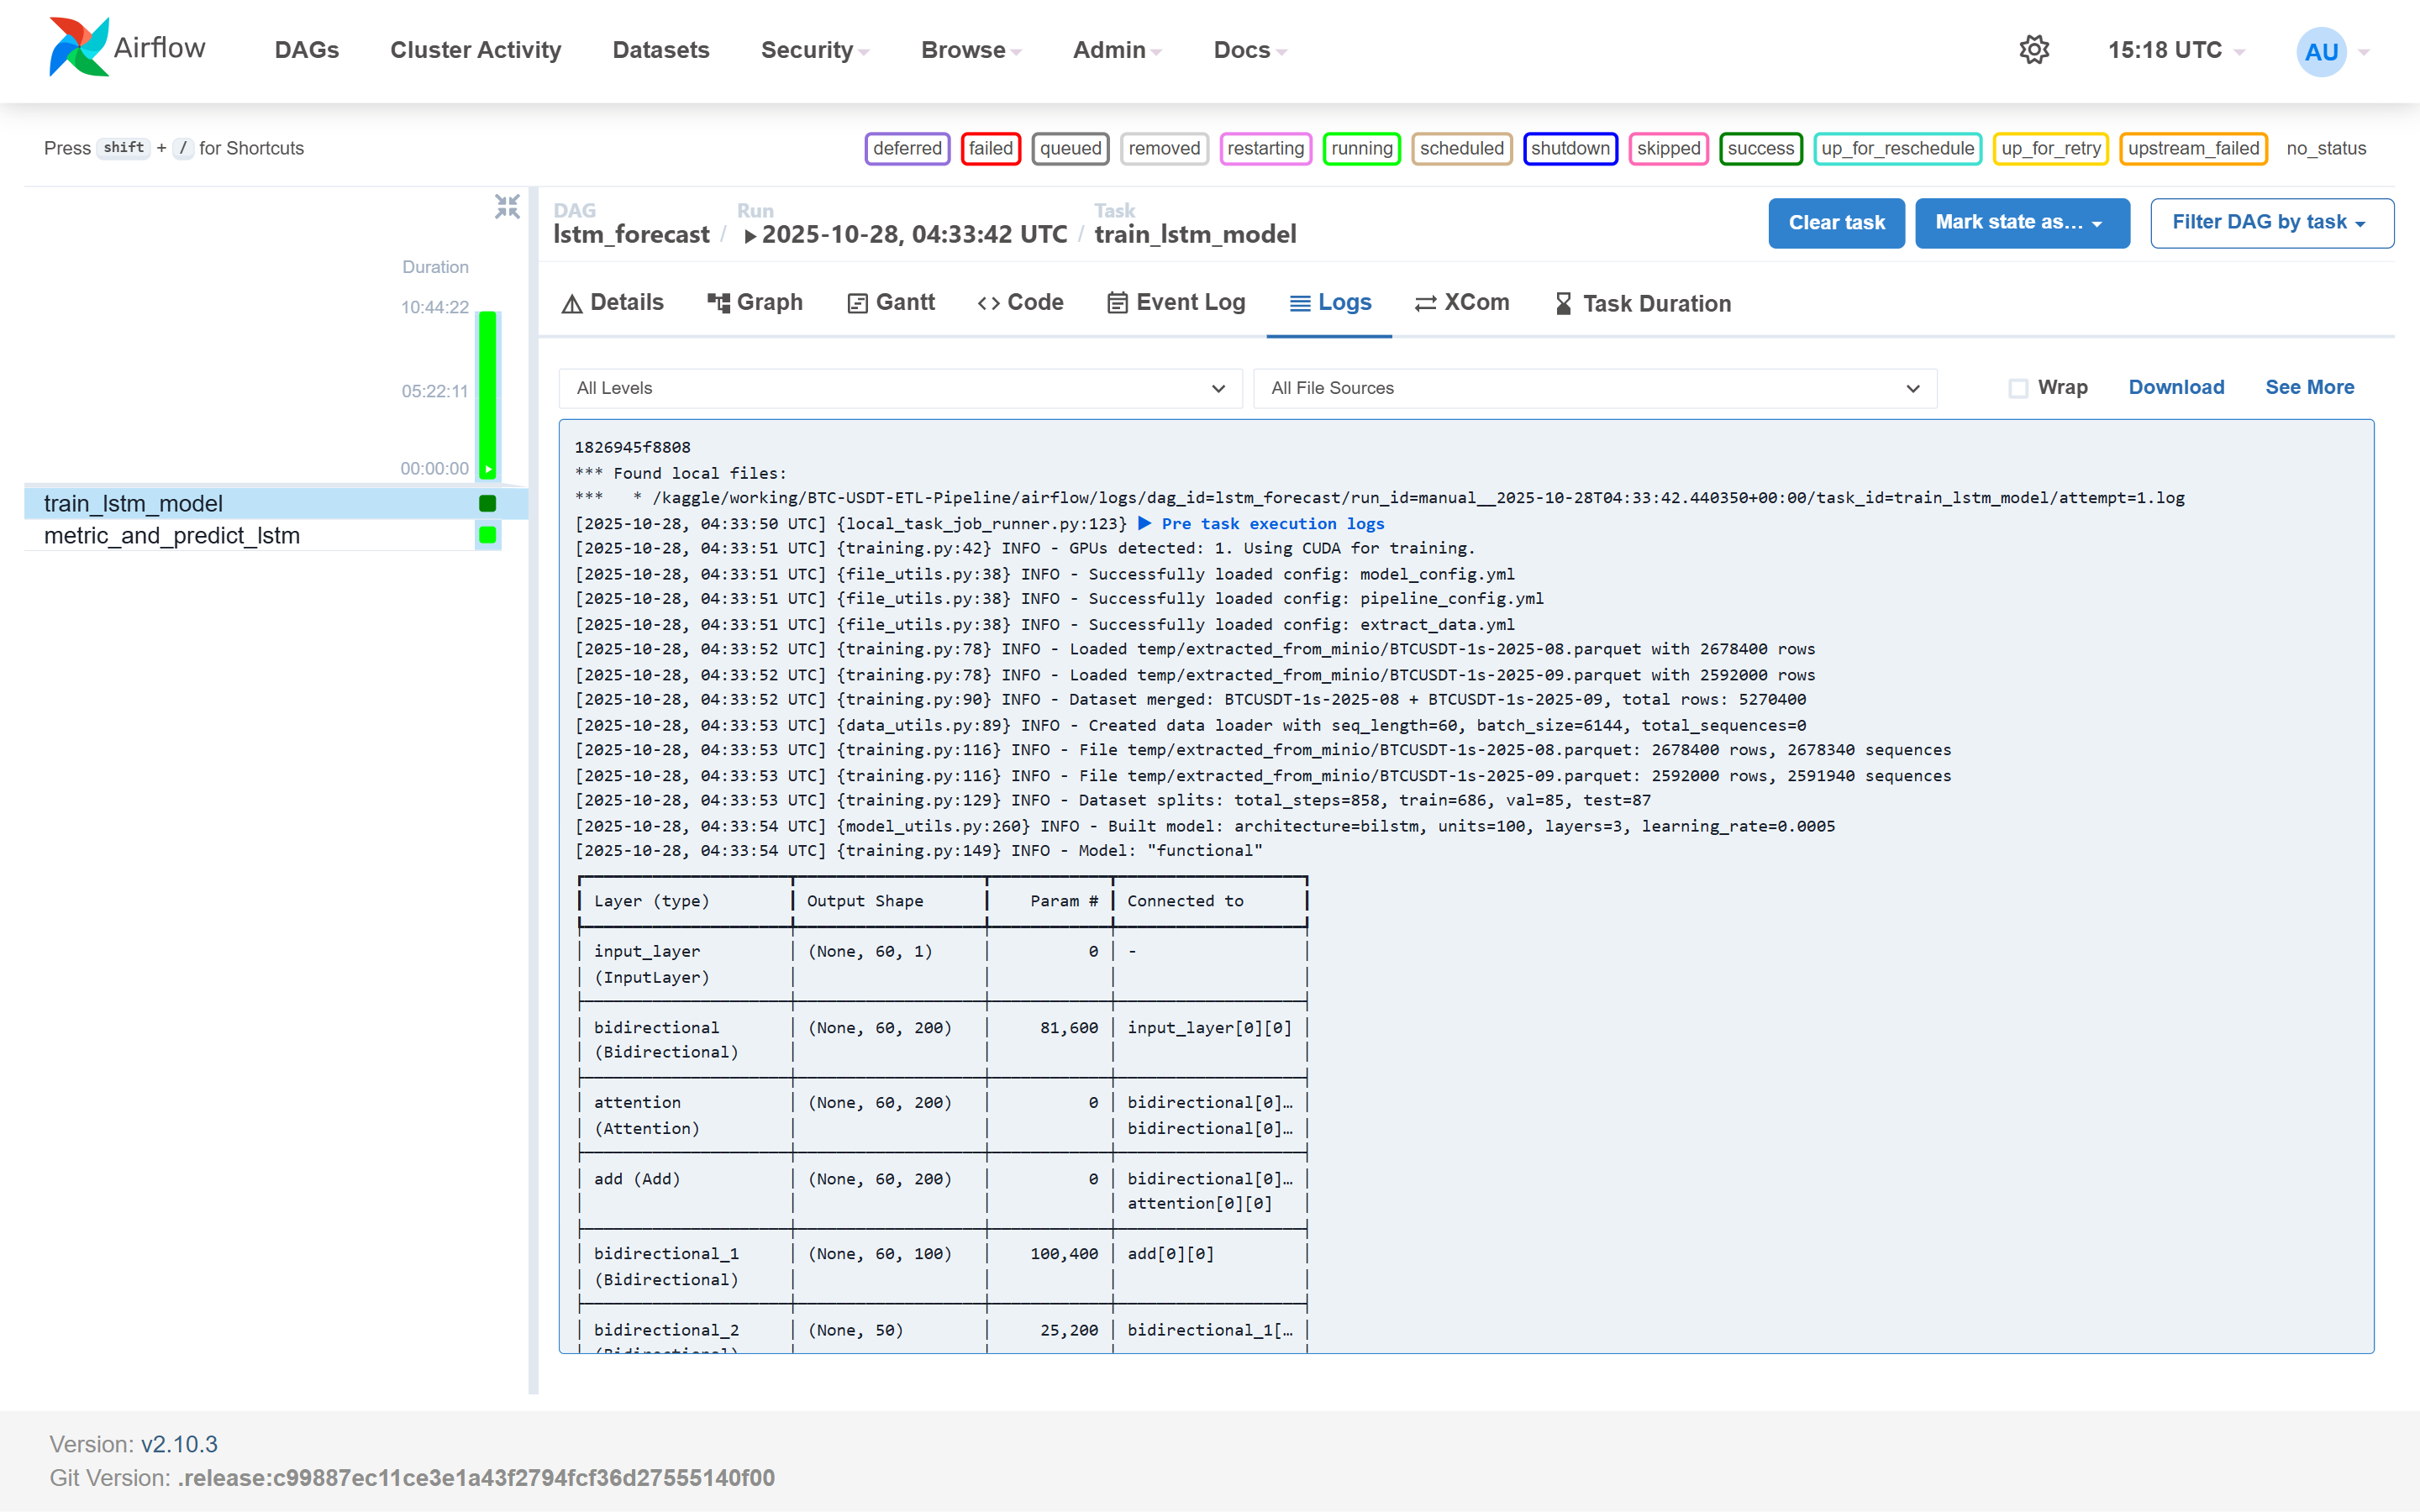 Airflow DAGs Cluster Activity Datasets Security Browse Admin Docs 15:18 UTC AU
Press shift + / for Shortcuts deferred failed queued removed restarting running scheduled shutdown skipped success up_for_reschedule up_for_retry upstream_failed no_status
Duration
10:44:22
05:22:11
00:00:00
train_lstm_model
metric_and_predict_lstm
DAG Run Task
lstm_forecast / 2025-10-28, 04:33:42 UTC / train_lstm_model
Clear task Mark state as... Filter DAG by task
Details Graph Gantt Code Event Log Logs XCom Task Duration
All Levels All File Sources Wrap Download See More
1826945f8808
*** Found local files:
***   * /kaggle/working/BTC-USDT-ETL-Pipeline/airflow/logs/dag_id=lstm_forecast/run_id=manual__2025-10-28T04:33:42.440350+00:00/task_id=train_lstm_model/attempt=1.log
[2025-10-28, 04:33:50 UTC] {local_task_job_runner.py:123} ▶ Pre task execution logs
[2025-10-28, 04:33:51 UTC] {training.py:42} INFO - GPUs detected: 1. Using CUDA for training.
[2025-10-28, 04:33:51 UTC] {file_utils.py:38} INFO - Successfully loaded config: model_config.yml
[2025-10-28, 04:33:51 UTC] {file_utils.py:38} INFO - Successfully loaded config: pipeline_config.yml
[2025-10-28, 04:33:51 UTC] {file_utils.py:38} INFO - Successfully loaded config: extract_data.yml
[2025-10-28, 04:33:52 UTC] {training.py:78} INFO - Loaded temp/extracted_from_minio/BTCUSDT-1s-2025-08.parquet with 2678400 rows
[2025-10-28, 04:33:52 UTC] {training.py:78} INFO - Loaded temp/extracted_from_minio/BTCUSDT-1s-2025-09.parquet with 2592000 rows
[2025-10-28, 04:33:52 UTC] {training.py:90} INFO - Dataset merged: BTCUSDT-1s-2025-08 + BTCUSDT-1s-2025-09, total rows: 5270400
[2025-10-28, 04:33:53 UTC] {data_utils.py:89} INFO - Created data loader with seq_length=60, batch_size=6144, total_sequences=0
[2025-10-28, 04:33:53 UTC] {training.py:116} INFO - File temp/extracted_from_minio/BTCUSDT-1s-2025-08.parquet: 2678400 rows, 2678340 sequences
[2025-10-28, 04:33:53 UTC] {training.py:116} INFO - File temp/extracted_from_minio/BTCUSDT-1s-2025-09.parquet: 2592000 rows, 2591940 sequences
[2025-10-28, 04:33:53 UTC] {training.py:129} INFO - Dataset splits: total_steps=858, train=686, val=85, test=87
[2025-10-28, 04:33:54 UTC] {model_utils.py:260} INFO - Built model: architecture=bilstm, units=100, layers=3, learning_rate=0.0005
[2025-10-28, 04:33:54 UTC] {training.py:149} INFO - Model: "functional"
Layer (type) Output Shape Param # Connected to
input_layer (None, 60, 1) 0 -
(InputLayer)
bidirectional (None, 60, 200) 81,600 input_layer[0][0]
(Bidirectional)
attention (None, 60, 200) 0 bidirectional[0]…
(Attention) bidirectional[0]…
add (Add) (None, 60, 200) 0 bidirectional[0]…
attention[0][0]
bidirectional_1 (None, 60, 100) 100,400 add[0][0]
(Bidirectional)
bidirectional_2 (None, 50) 25,200 bidirectional_1[…
Version: v2.10.3
Git Version: .release:c99887ec11ce3e1a43f2794fcf36d27555140f00